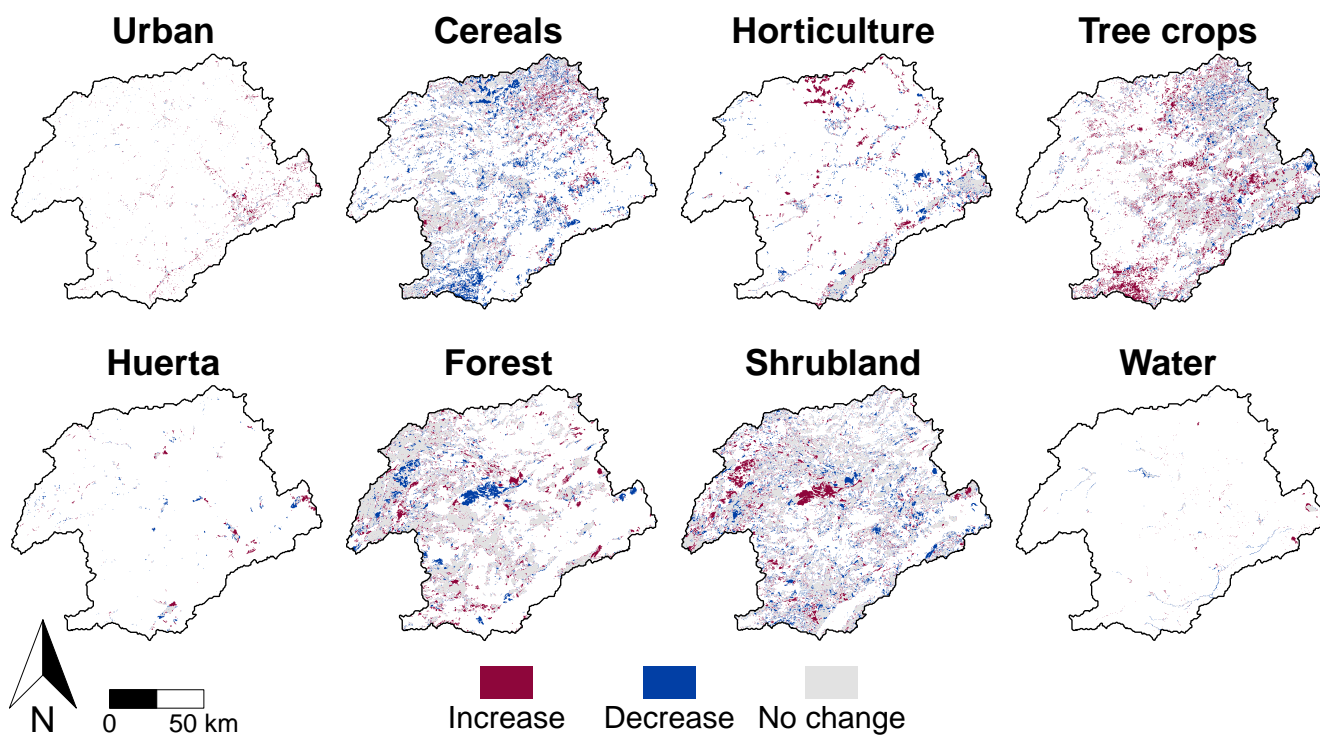 Urban Cereals Horticulture Tree crops
Huerta Forest Shrubland Water
N
0 50 km
Increase Decrease No change